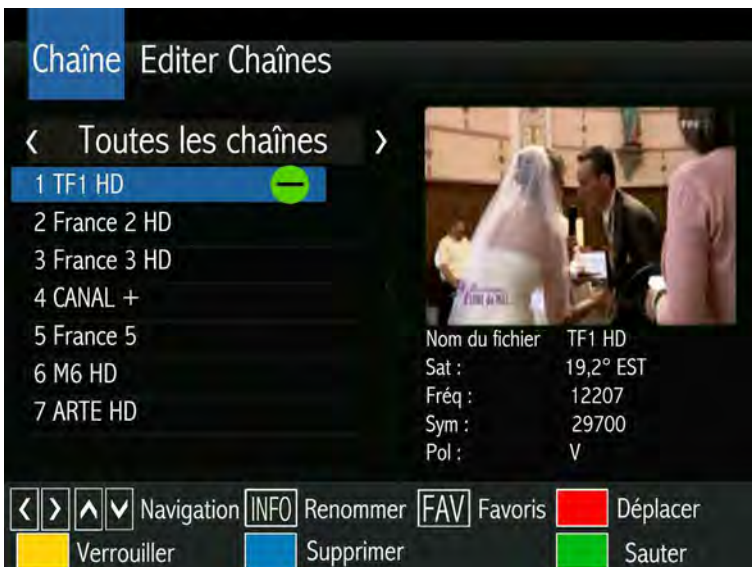 Chaîne Editer Chaînes
Toutes les chaînes
1 TF1 HD
2 France 2 HD
3 France 3 HD
4 CANAL +
5 France 5
6 M6 HD
7 ARTE HD
Nom du fichier TF1 HD
Sat : 19,2° EST
Fréq : 12207
Sym : 29700
Pol : V
Navigation INFO Renommer FAV Favoris Déplacer
Verrouiller Supprimer Sauter